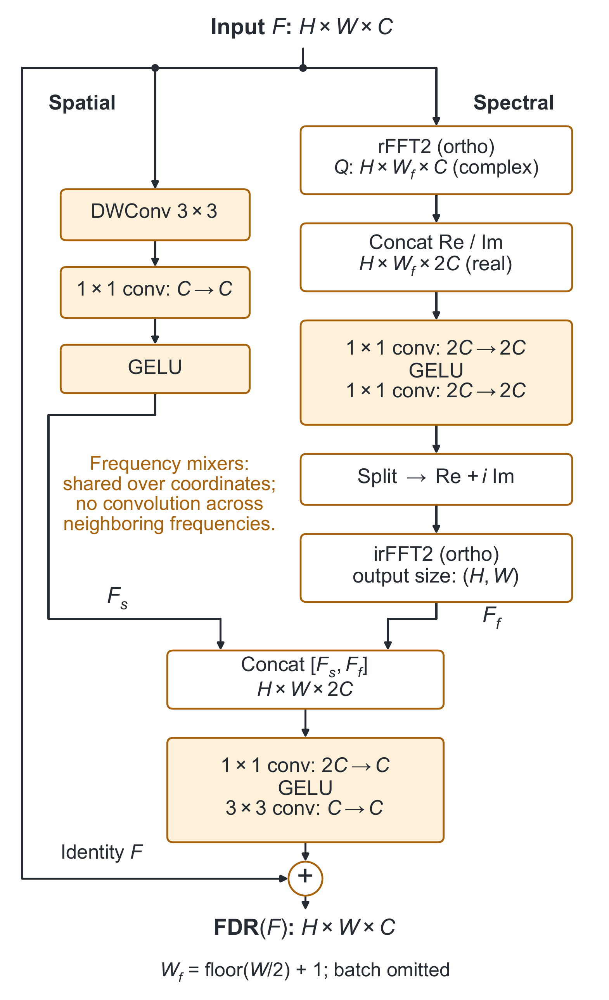 Input F: H × W × C
Spatial
Spectral
DWConv 3 × 3
1 × 1 conv: C → C
GELU
rFFT2 (ortho)
Q: H × W_f × C (complex)
Concat Re / Im
H × W_f × 2C (real)
1 × 1 conv: 2C → 2C
GELU
1 × 1 conv: 2C → 2C
Split → Re + i Im
irFFT2 (ortho)
output size: (H, W)
Frequency mixers:
shared over coordinates;
no convolution across
neighboring frequencies.
F_s
F_f
Concat [F_s, F_f]
H × W × 2C
1 × 1 conv: 2C → C
GELU
3 × 3 conv: C → C
Identity F
+
FDR(F): H × W × C
W_f = floor(W/2) + 1; batch omitted